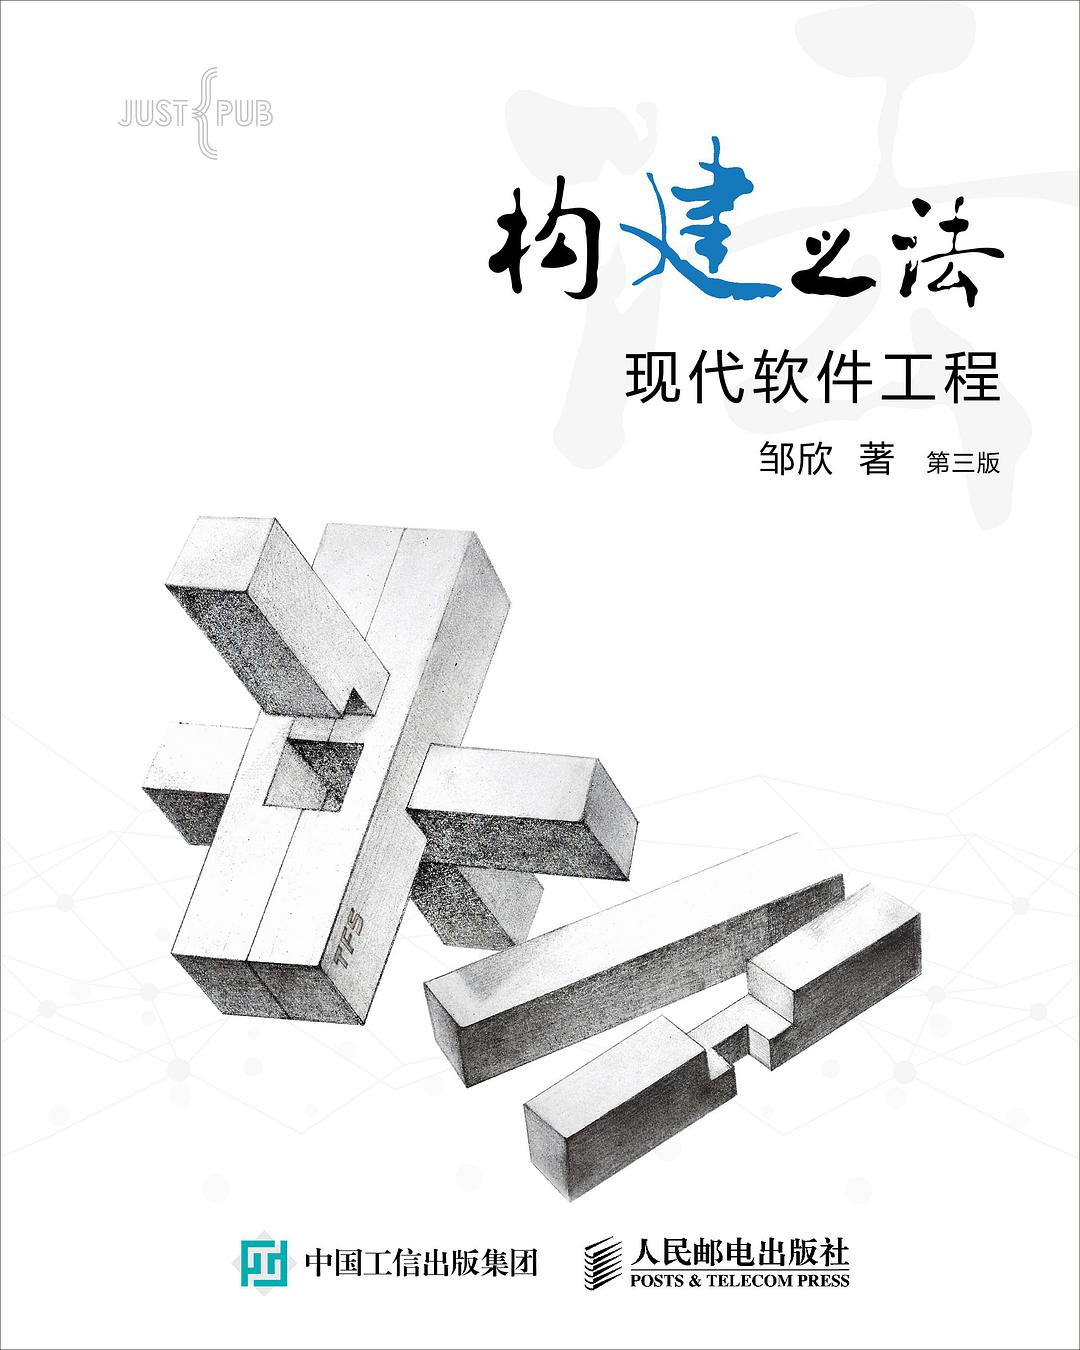 JUST PUB
构建之法
现代软件工程
邹欣 著 第三版
TFS
中国工信出版集团
人民邮电出版社
POSTS & TELECOM PRESS